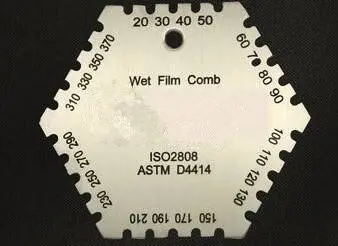 20 30 40 50
60 70 80 90
100 110 120 130
150 170 190 210
230 250 270 290
310 330 350 370
Wet Film Comb
ISO2808
ASTM D4414